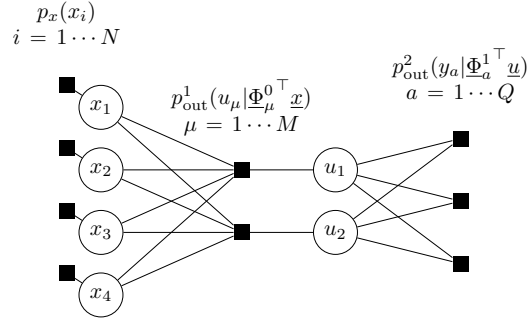 p_x(x_i)
i = 1 ⋯ N
p^1_out(u_μ|Φ^0_μ^⊤ x)
μ = 1 ⋯ M
p^2_out(y_a|Φ^1_a^⊤ u)
a = 1 ⋯ Q
x_1
x_2
x_3
x_4
u_1
u_2